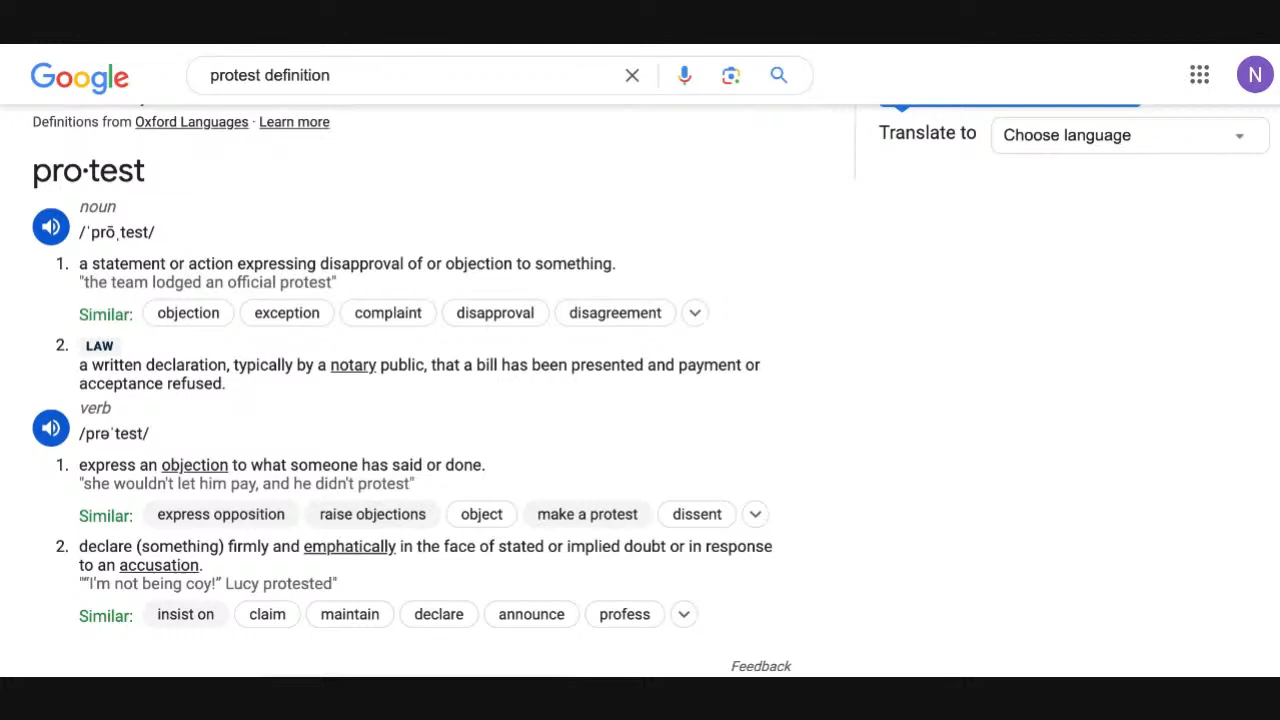 Google
protest definition
N
Definitions from Oxford Languages · Learn more
Translate to
Choose language
pro·test
noun
/ˈprōˌtest/
1. a statement or action expressing disapproval of or objection to something.
"the team lodged an official protest"
Similar: objection exception complaint disapproval disagreement
2. LAW
a written declaration, typically by a notary public, that a bill has been presented and payment or
acceptance refused.
verb
/prəˈtest/
1. express an objection to what someone has said or done.
"she wouldn't let him pay, and he didn't protest"
Similar: express opposition raise objections object make a protest dissent
2. declare (something) firmly and emphatically in the face of stated or implied doubt or in response
to an accusation.
"“I'm not being coy!” Lucy protested"
Similar: insist on claim maintain declare announce profess
Feedback